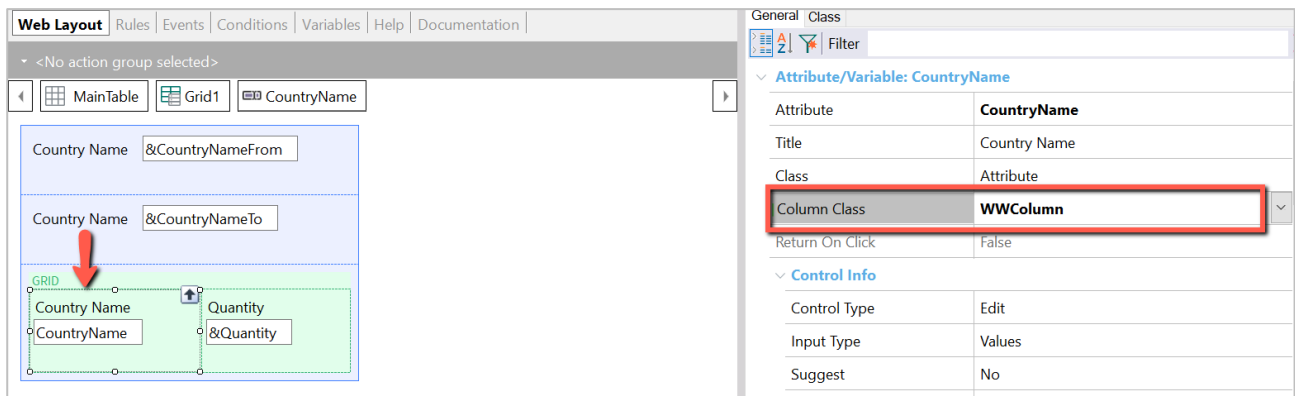 Web Layout Rules Events Conditions Variables Help Documentation
<No action group selected>
MainTable Grid1 CountryName
Country Name &CountryNameFrom
Country Name &CountryNameTo
GRID
Country Name Quantity
CountryName &Quantity
General Class
A Z Filter
Attribute/Variable: CountryName
Attribute CountryName
Title Country Name
Class Attribute
Column Class WWColumn
Return On Click False
Control Info
Control Type Edit
Input Type Values
Suggest No